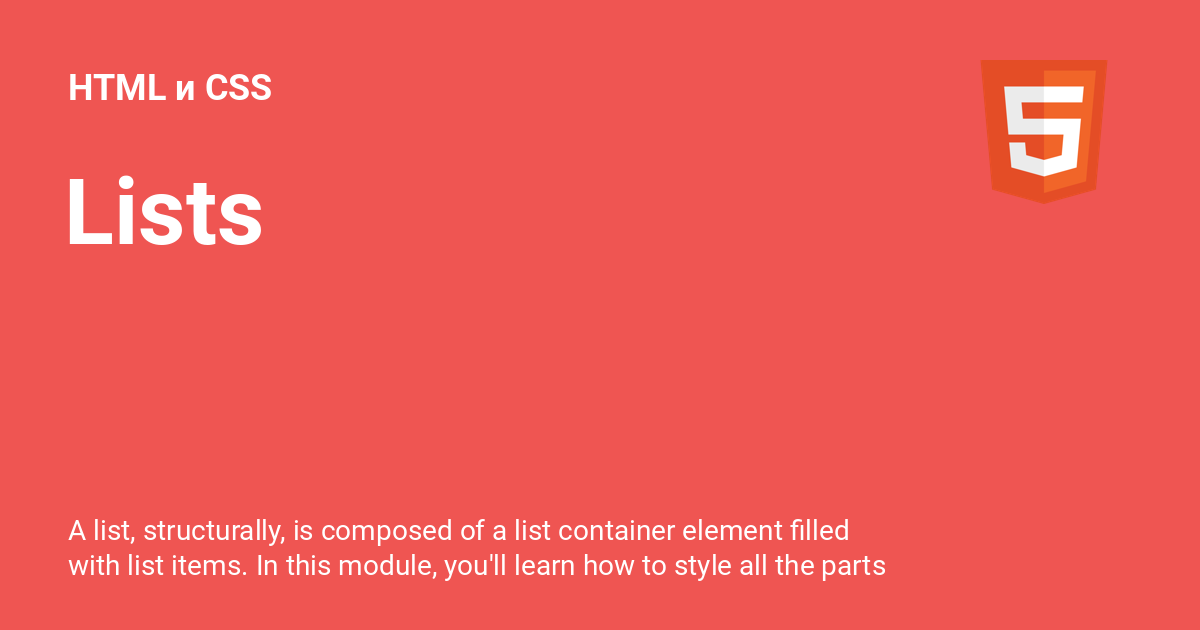 HTML и CSS
Lists
A list, structurally, is composed of a list container element filled
with list items. In this module, you'll learn how to style all the parts